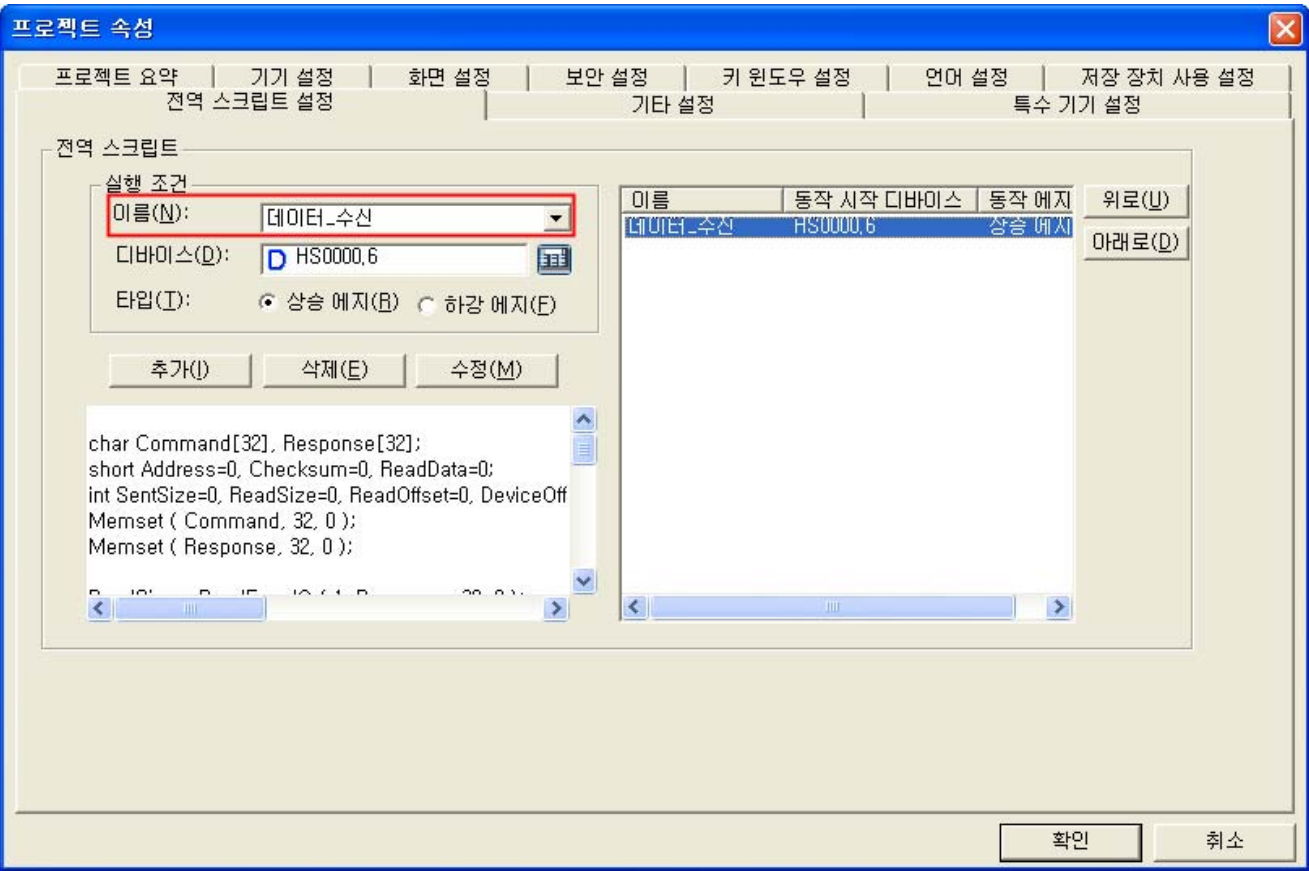 프로젝트 속성
프로젝트 요약 기기 설정 화면 설정 보안 설정 키 윈도우 설정 언어 설정 저장 장치 사용 설정
전역 스크립트 설정 기타 설정 특수 기기 설정
전역 스크립트
실행 조건
이름(N): 데이터_수신
디바이스(D): D HS0000,6
타입(T): 상승 에지(R) 하강 에지(F)
추가(I) 삭제(E) 수정(M)
char Command[32], Response[32];
short Address=0, Checksum=0, ReadData=0;
int SentSize=0, ReadSize=0, ReadOffset=0, DeviceOff
Memset ( Command, 32, 0 );
Memset ( Response, 32, 0 );
이름 동작 시작 디바이스 동작 에지
데이터_수신 HS0000,6 상승 에지
위로(U)
아래로(D)
확인 취소